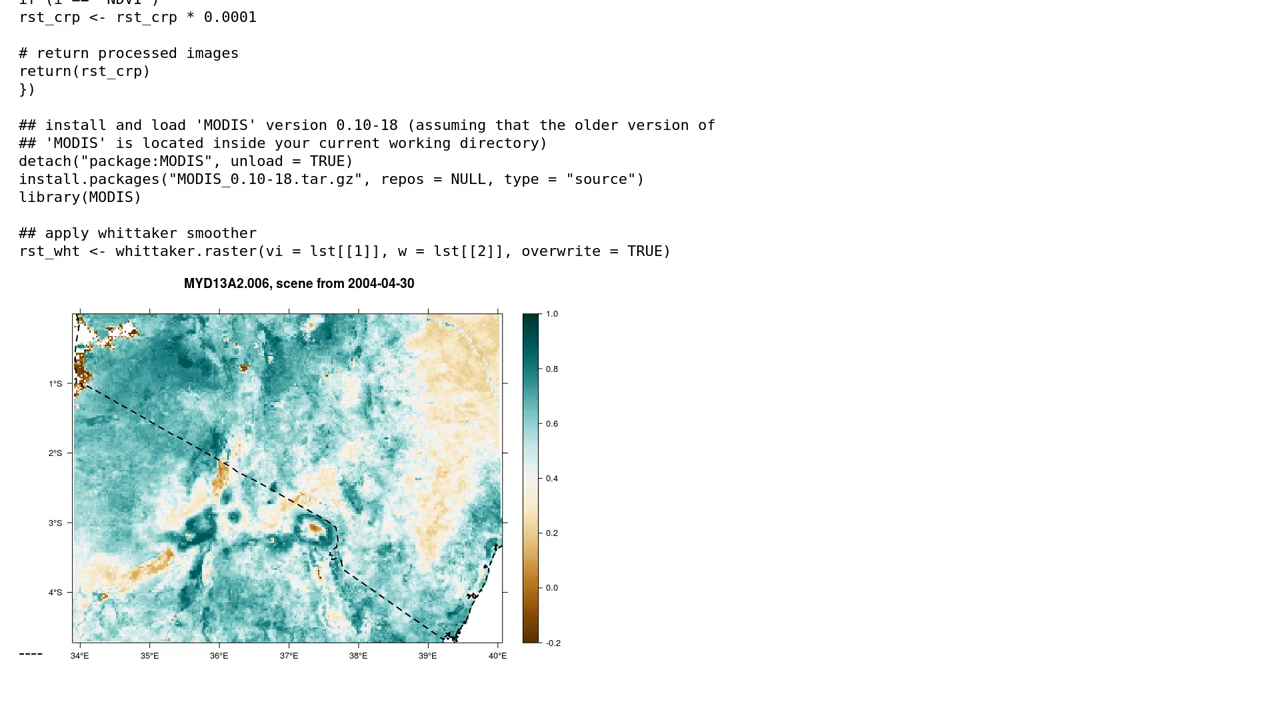 if (i == "NDVI")
rst_crp <- rst_crp * 0.0001
# return processed images
return(rst_crp)
})
## install and load 'MODIS' version 0.10-18 (assuming that the older version of
## 'MODIS' is located inside your current working directory)
detach("package:MODIS", unload = TRUE)
install.packages("MODIS_0.10-18.tar.gz", repos = NULL, type = "source")
library(MODIS)
## apply whittaker smoother
rst_wht <- whittaker.raster(vi = lst[[1]], w = lst[[2]], overwrite = TRUE)
MYD13A2.006, scene from 2004-04-30
1.0
0.8
1°S
0.6
2°S
0.4
3°S
0.2
0.0
4°S
-0.2
----
34°E 35°E 36°E 37°E 38°E 39°E 40°E